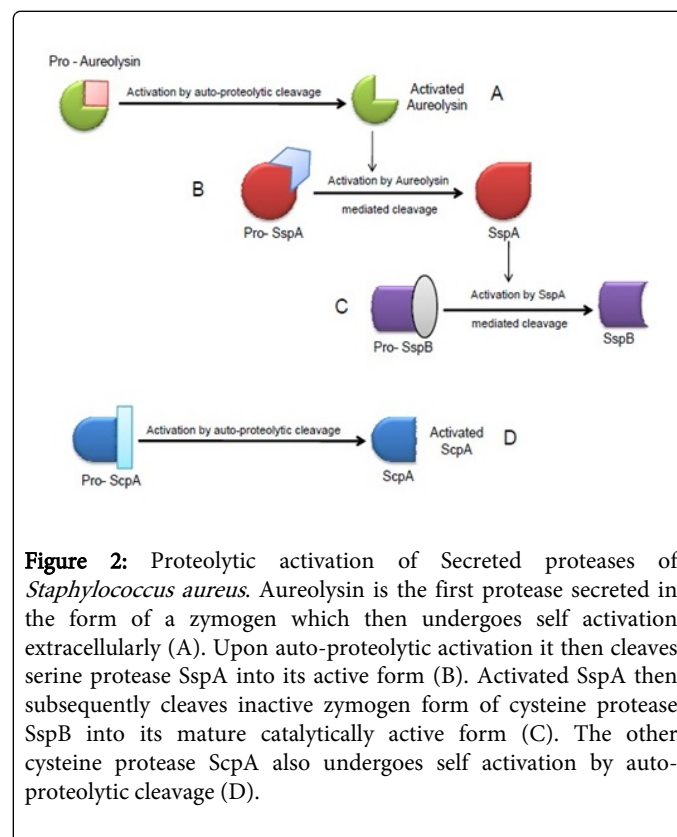 Pro - Aureolysin
Activation by auto-proteolytic cleavage
Activated
Aureolysin
A
B
Activation by Aureolysin
mediated cleavage
Pro- SspA
SspA
C
Activation by SspA
mediated cleavage
Pro- SspB
SspB
Activation by auto-proteolytic cleavage
Activated
ScpA
D
Pro- ScpA
ScpA
Figure 2: Proteolytic activation of Secreted proteases of
Staphylococcus aureus. Aureolysin is the first protease secreted in
the form of a zymogen which then undergoes self activation
extracellularly (A). Upon auto-proteolytic activation it then cleaves
serine protease SspA into its active form (B). Activated SspA then
subsequently cleaves inactive zymogen form of cysteine protease
SspB into its mature catalytically active form (C). The other
cysteine protease ScpA also undergoes self activation by auto-
proteolytic cleavage (D).